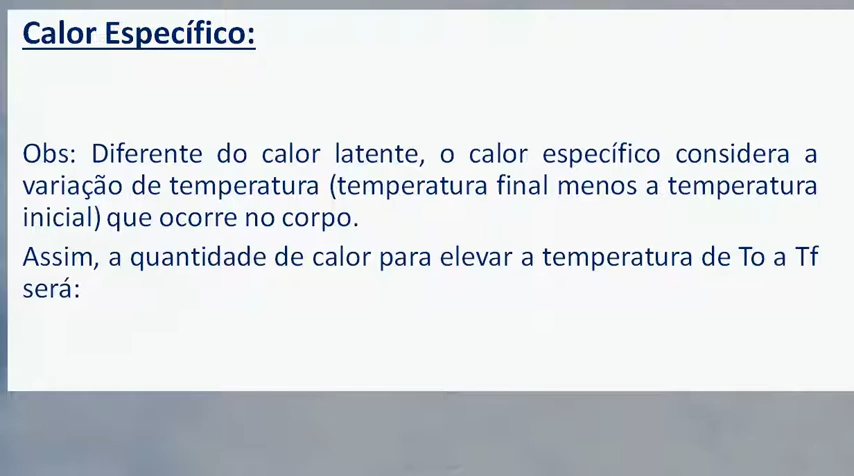 Calor Específico:
Obs: Diferente do calor latente, o calor específico considera a
variação de temperatura (temperatura final menos a temperatura
inicial) que ocorre no corpo.
Assim, a quantidade de calor para elevar a temperatura de To a Tf
será: